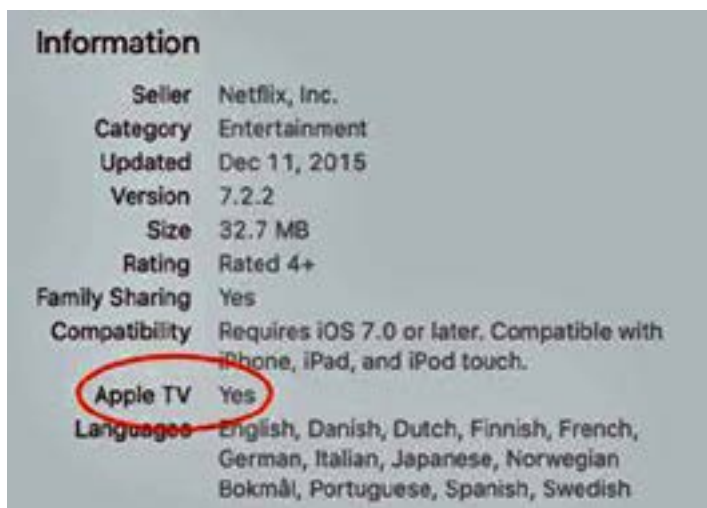 Information
Seller Netflix, Inc.
Category Entertainment
Updated Dec 11, 2015
Version 7.2.2
Size 32.7 MB
Rating Rated 4+
Family Sharing Yes
Compatibility Requires iOS 7.0 or later. Compatible with
iPhone, iPad, and iPod touch.
Apple TV Yes
Languages English, Danish, Dutch, Finnish, French,
German, Italian, Japanese, Norwegian
Bokmål, Portuguese, Spanish, Swedish